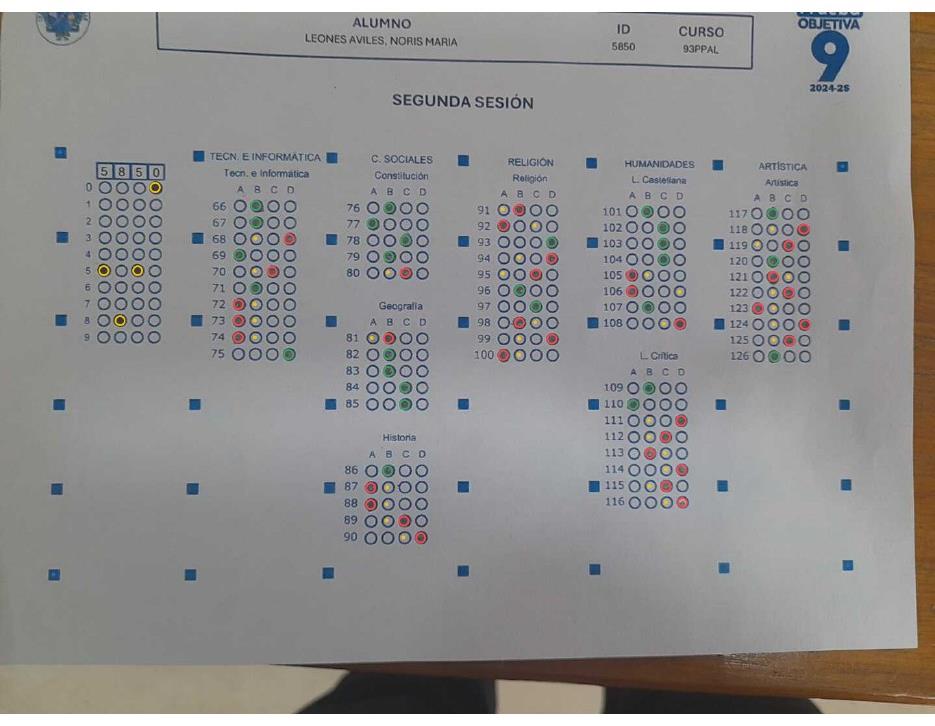 Prueba
OBJETIVA
9
2024-2S
ALUMNO
LEONES AVILES, NORIS MARIA
ID
5850
CURSO
93PPAL
SEGUNDA SESIÓN
5 8 5 0
0
1
2
3
4
5
6
7
8
9
TECN. E INFORMÁTICA
Tecn. e Informática
A B C D
66
67
68
69
70
71
72
73
74
75
C. SOCIALES
Constitución
A B C D
76
77
78
79
80
Geografía
A B C D
81
82
83
84
85
Historia
A B C D
86
87
88
89
90
RELIGIÓN
Religión
A B C D
91
92
93
94
95
96
97
98
99
100
HUMANIDADES
L. Castellana
A B C D
101
102
103
104
105
106
107
108
L. Crítica
A B C D
109
110
111
112
113
114
115
116
ARTÍSTICA
Artística
A B C D
117
118
119
120
121
122
123
124
125
126